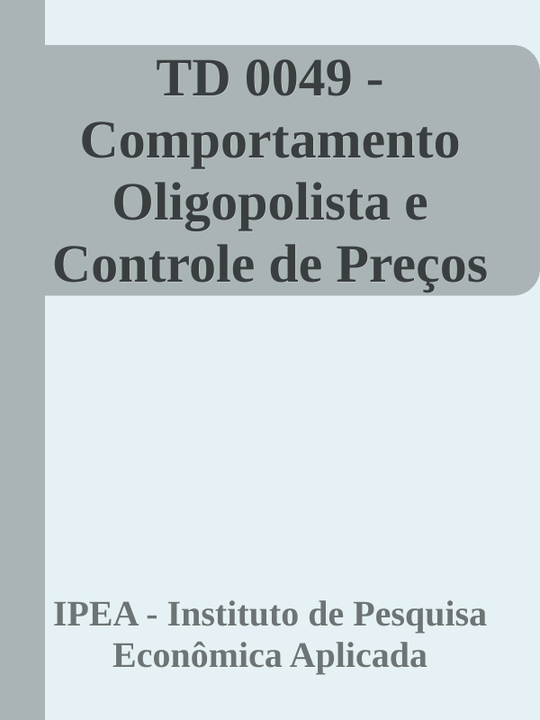 TD 0049 -
Comportamento
Oligopolista e
Controle de Preços
IPEA - Instituto de Pesquisa
Econômica Aplicada